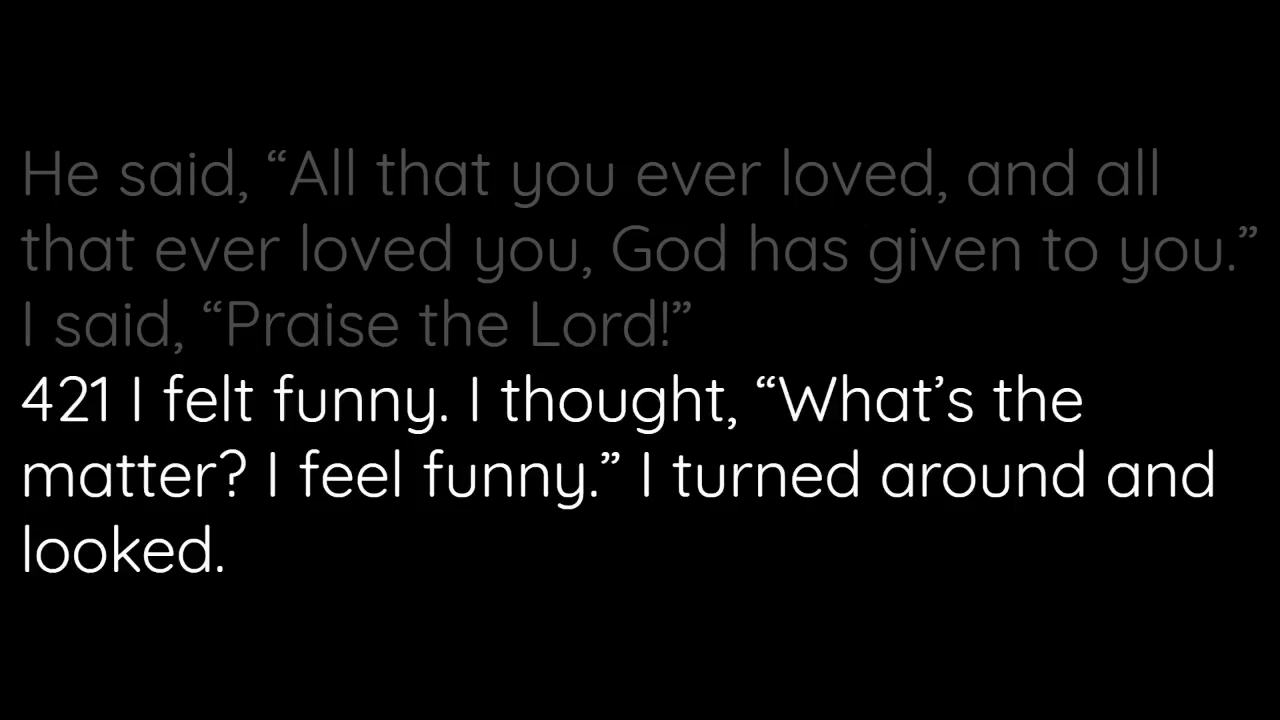 He said, “All that you ever loved, and all
that ever loved you, God has given to you.”
I said, “Praise the Lord!”
421 I felt funny. I thought, “What’s the
matter? I feel funny.” I turned around and
looked.